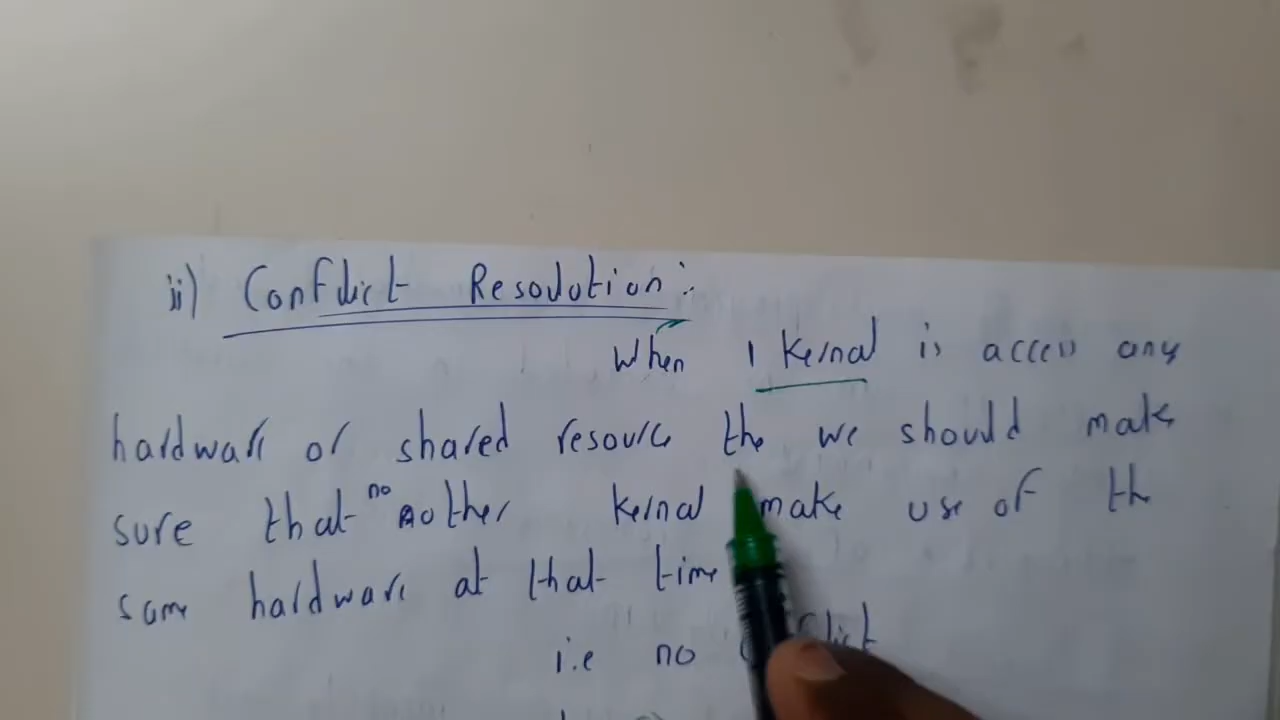 ii) Conflict Resolution :
When 1 kernal is access any
hardware or shared resource the we should make
sure that no Another kernal make use of the
same hardware at that time
i.e no